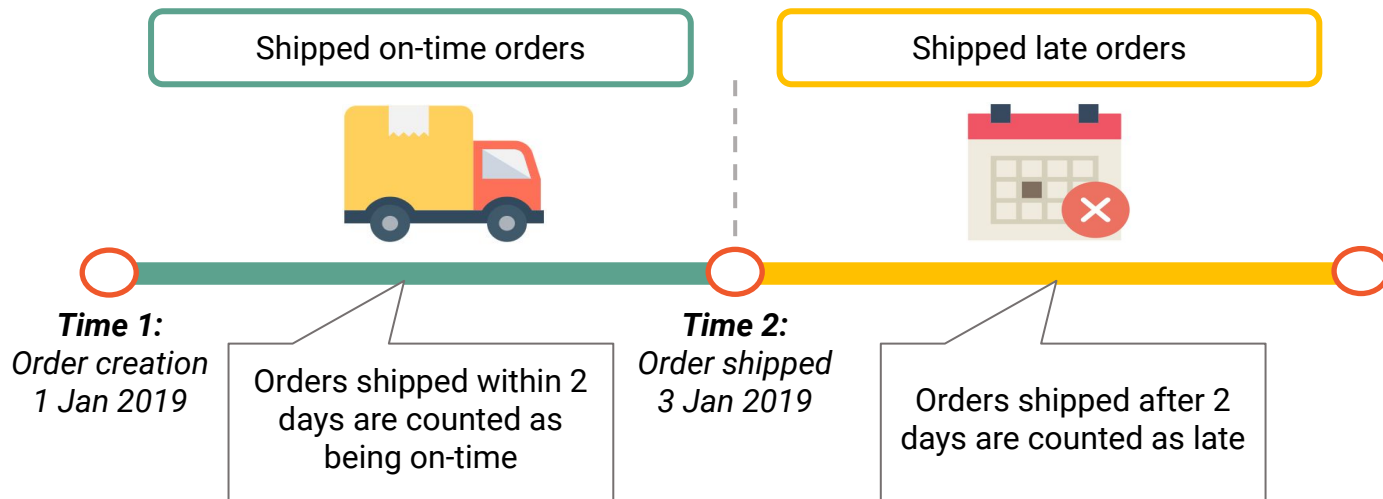 Shipped on-time orders
Shipped late orders
Time 1:
Order creation
1 Jan 2019
Orders shipped within 2
days are counted as
being on-time
Time 2:
Order shipped
3 Jan 2019
Orders shipped after 2
days are counted as late